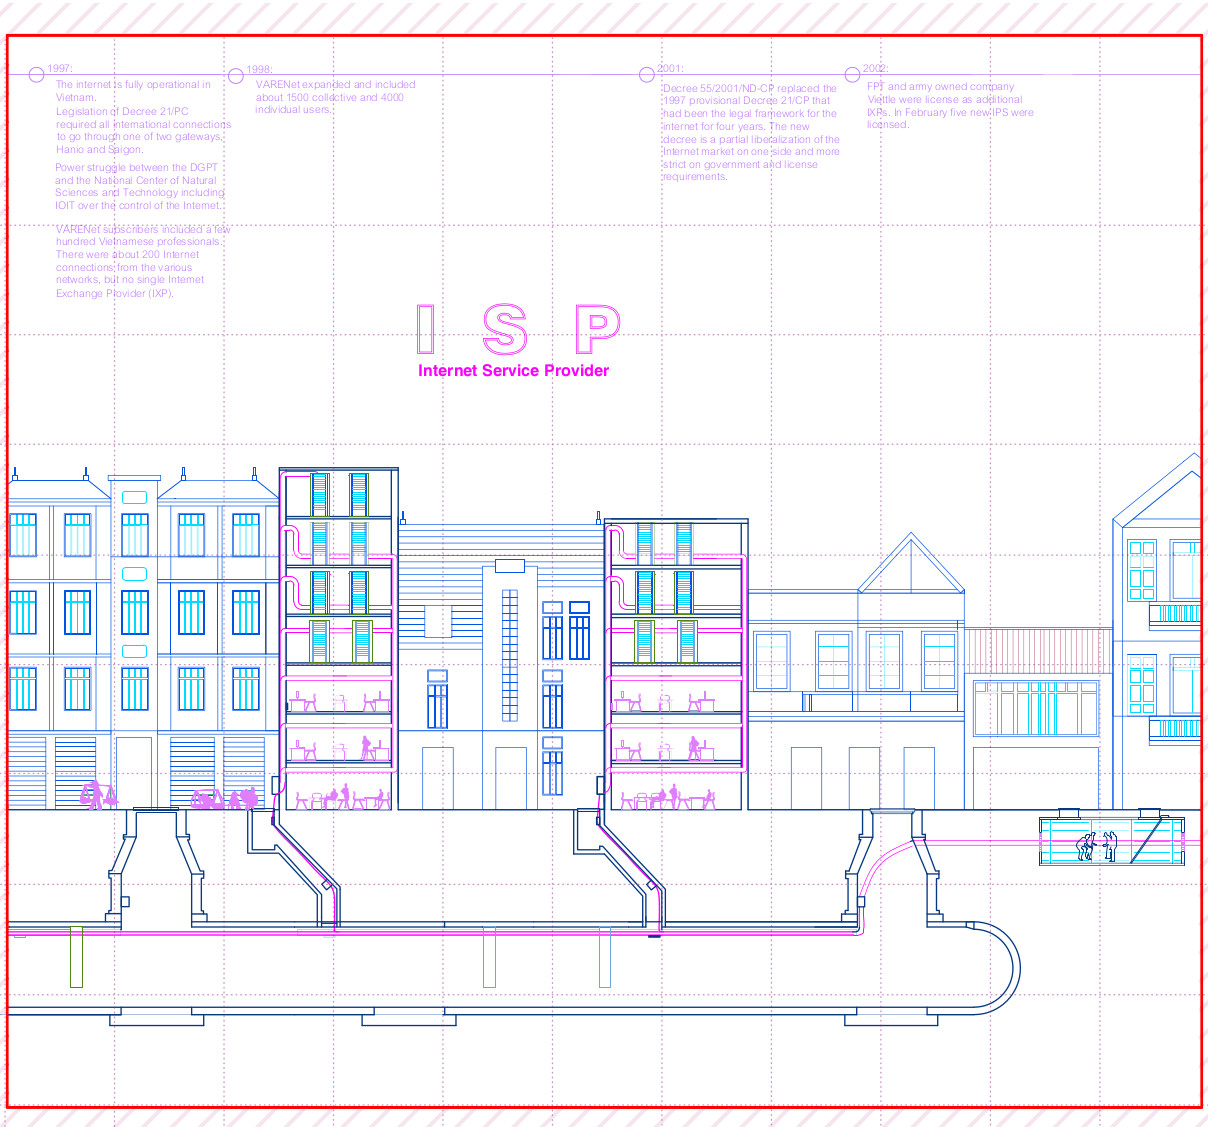 1997:
The internet is fully operational in
Vietnam.
Legislation of Decree 21/PC
required all international connections
to go through one of two gateways,
Hanio and Saigon.
Power struggle between the DGPT
and the National Center of Natural
Sciences and Technology including
IOIT over the control of the Internet.
VARENet subscribers included a few
hundred Vietnamese professionals.
There were about 200 Internet
connections from the various
networks, but no single Internet
Exchange Provider (IXP).
1998:
VARENet expanded and included
about 1500 collective and 4000
individual users.
2001:
Decree 55/2001/ND-CP replaced the
1997 provisional Decree 21/CP that
had been the legal framework for the
internet for four years. The new
decree is a partial liberalization of the
Internet market on one side and more
strict on government and license
requirements.
2002:
FPT and army owned company
Viettle were license as additional
IXPs. In February five new IPS were
licensed.
I S P
Internet Service Provider